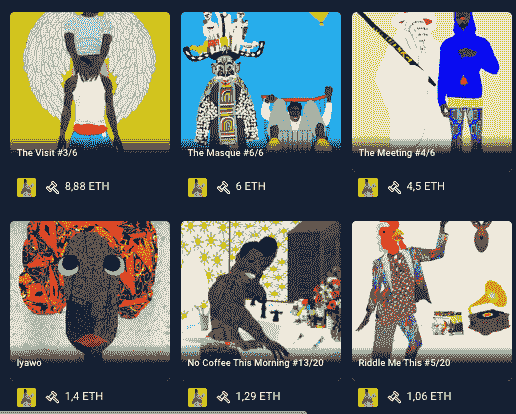 The Visit #3/6
The Masque #6/6
The Meeting #4/6
8,88 ETH
6 ETH
4,5 ETH
Iyawo
No Coffee This Morning #13/20
Riddle Me This #5/20
1,4 ETH
1,29 ETH
1,06 ETH